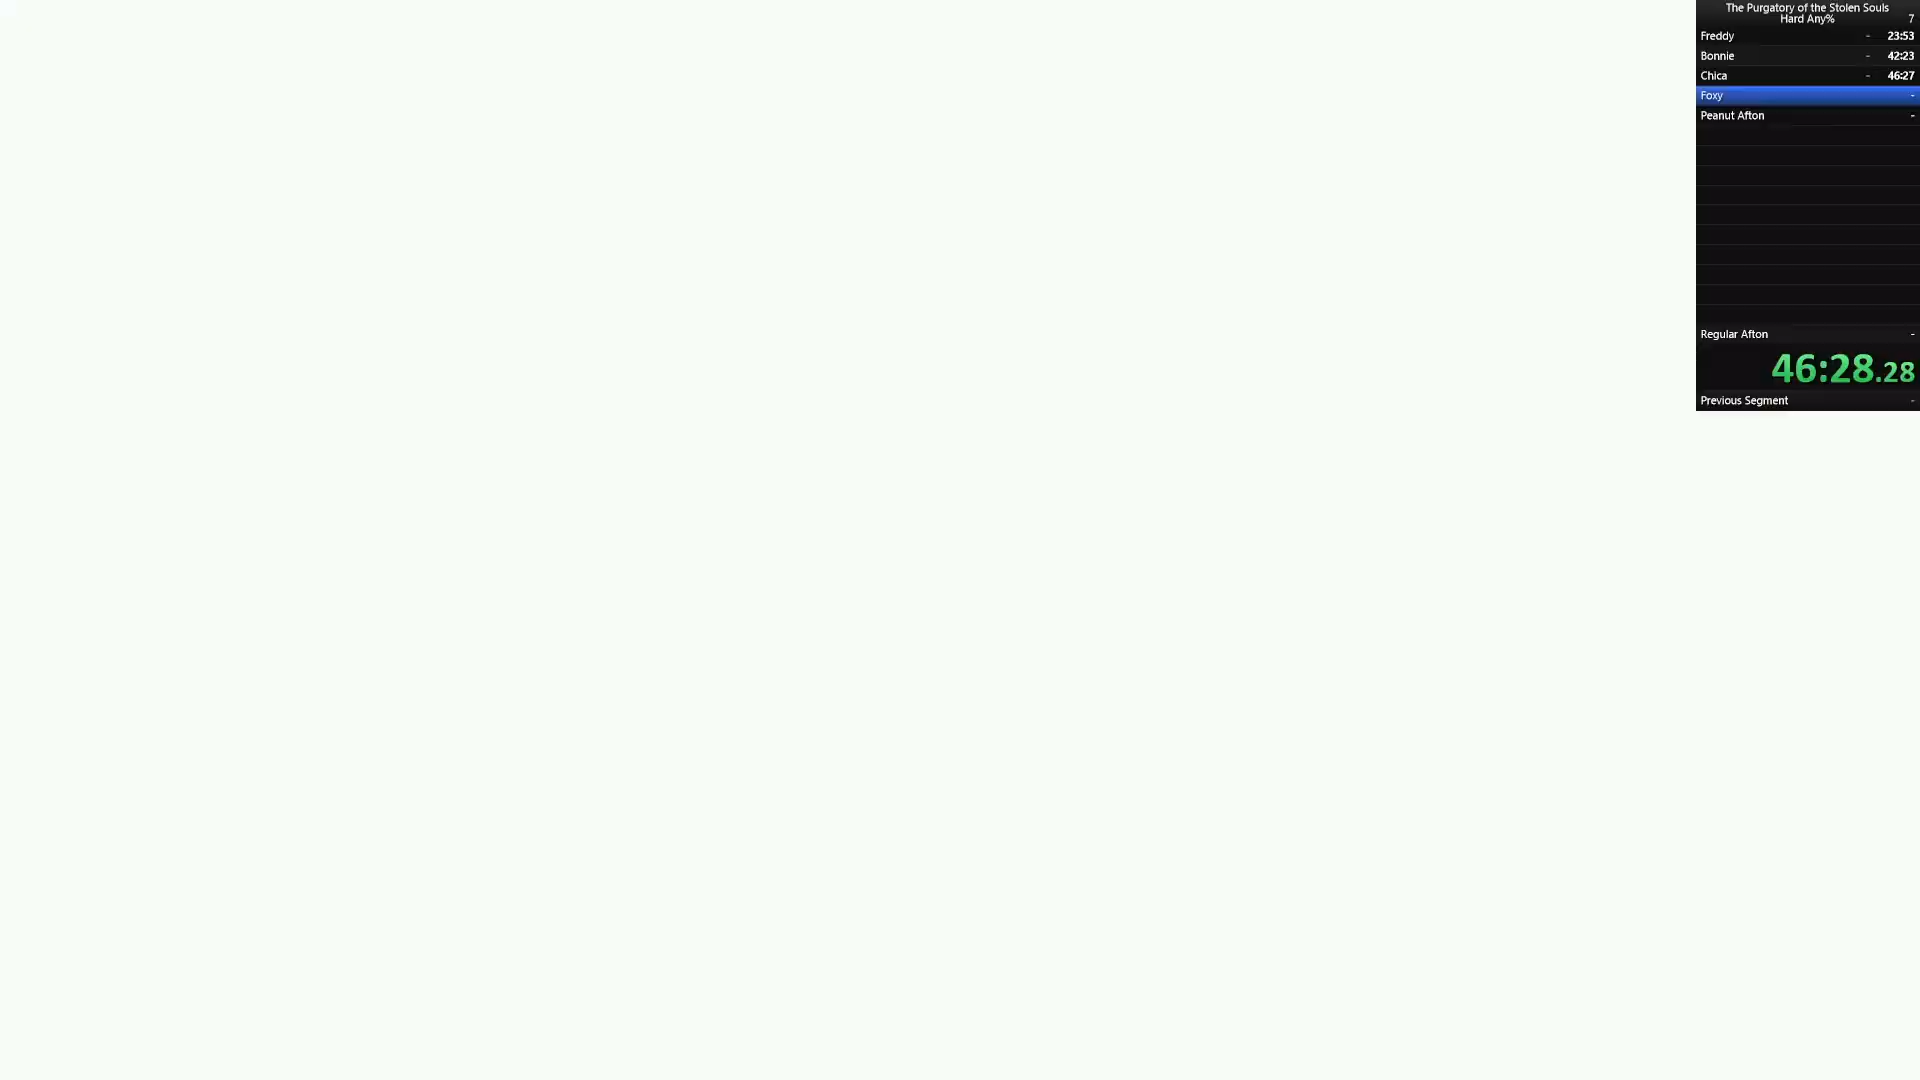 The Purgatory of the Stolen Souls
Hard Any% 7
Freddy - 23:53
Bonnie - 42:23
Chica - 46:27
Foxy -
Peanut Afton -
Regular Afton -
46:28.28
Previous Segment -